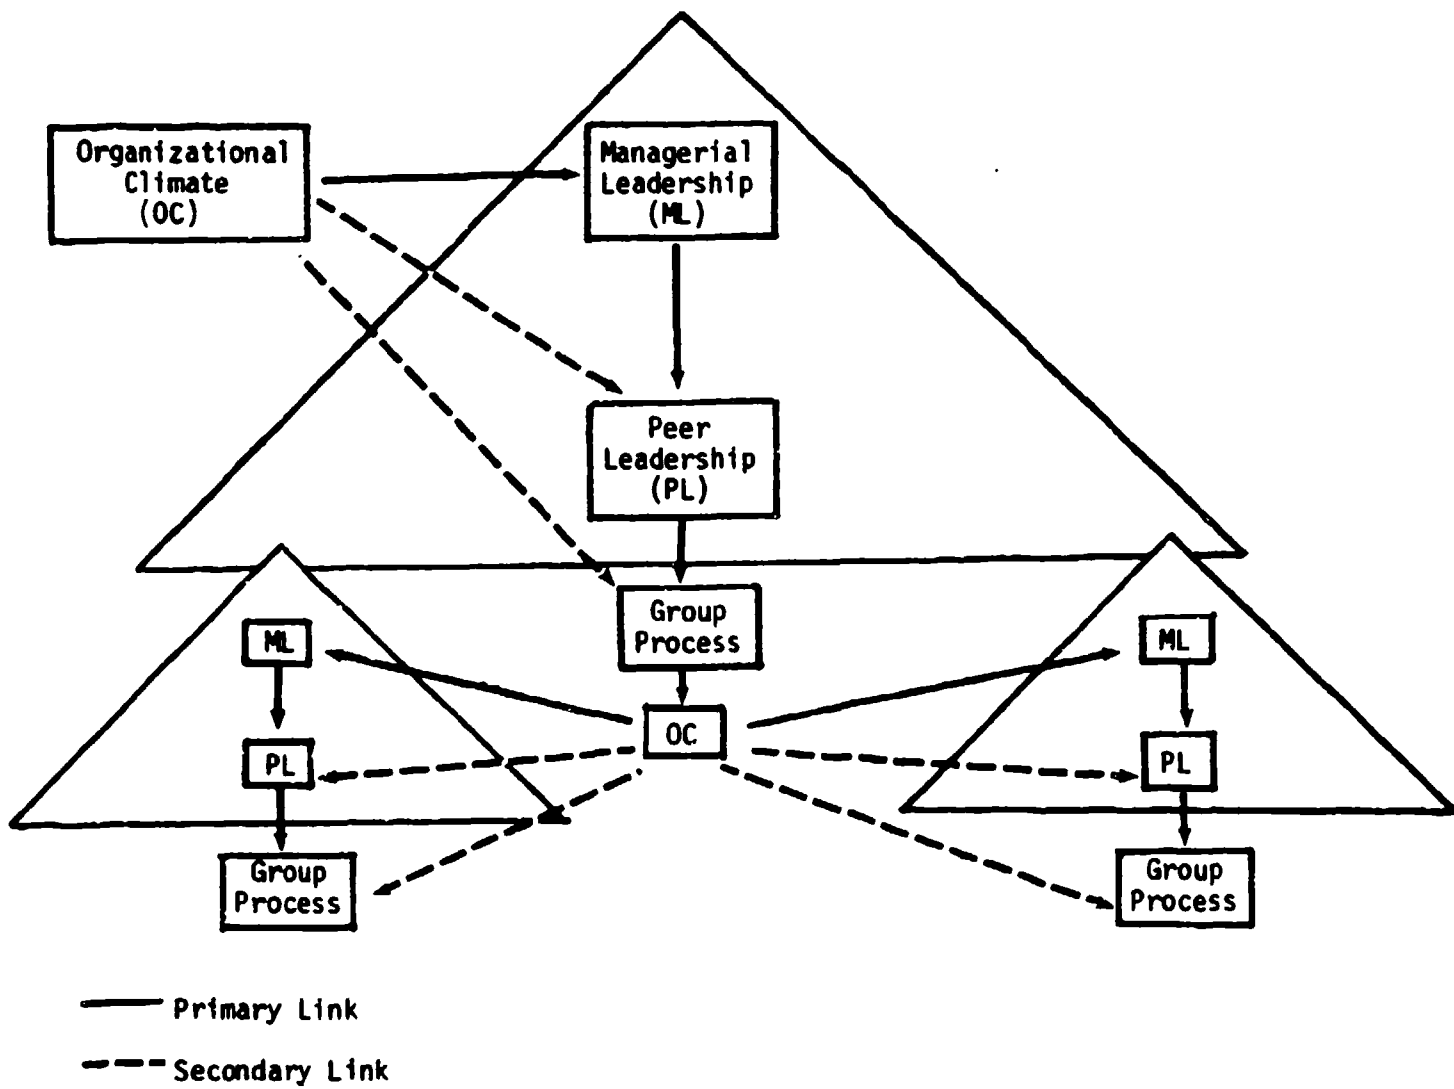 Organizational
Climate
(OC)
Managerial
Leadership
(ML)
Peer
Leadership
(PL)
Group
Process
OC
ML
PL
Group
Process
ML
PL
Group
Process
Primary Link
Secondary Link